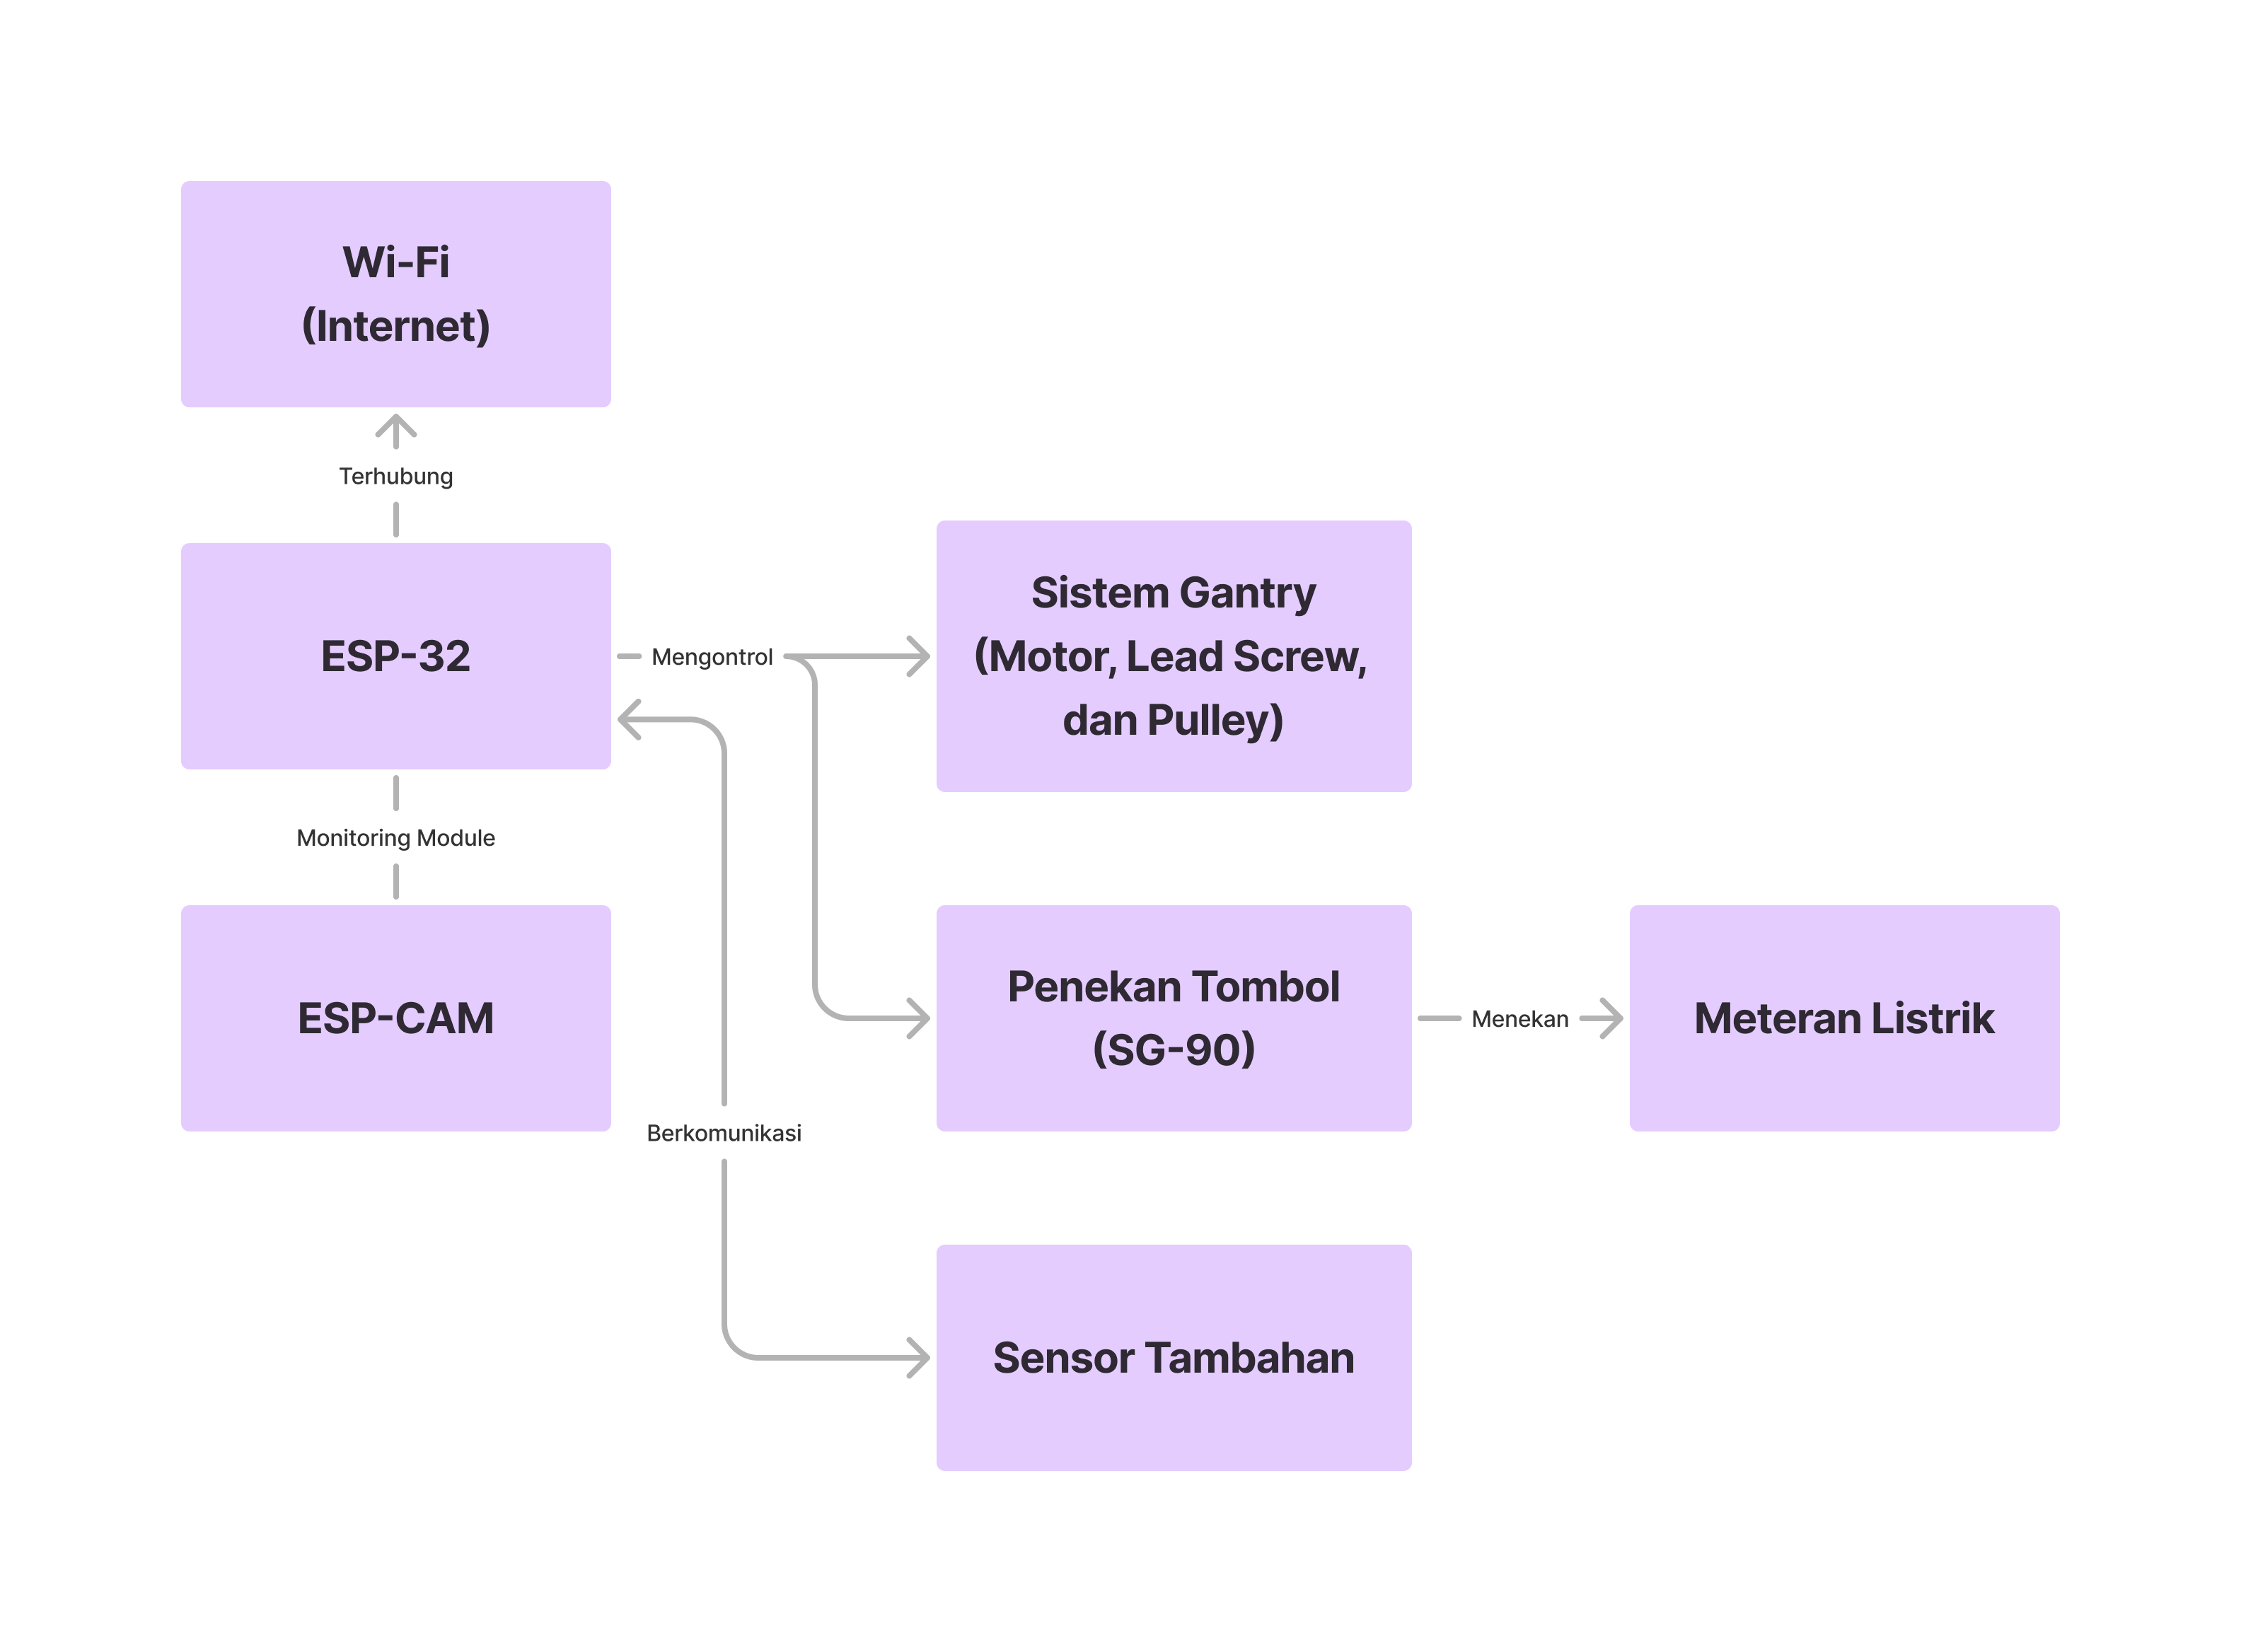 Wi-Fi
(Internet)
Terhubung
ESP-32
Mengontrol
Sistem Gantry
(Motor, Lead Screw,
dan Pulley)
Monitoring Module
ESP-CAM
Penekan Tombol
(SG-90)
Menekan
Meteran Listrik
Berkomunikasi
Sensor Tambahan